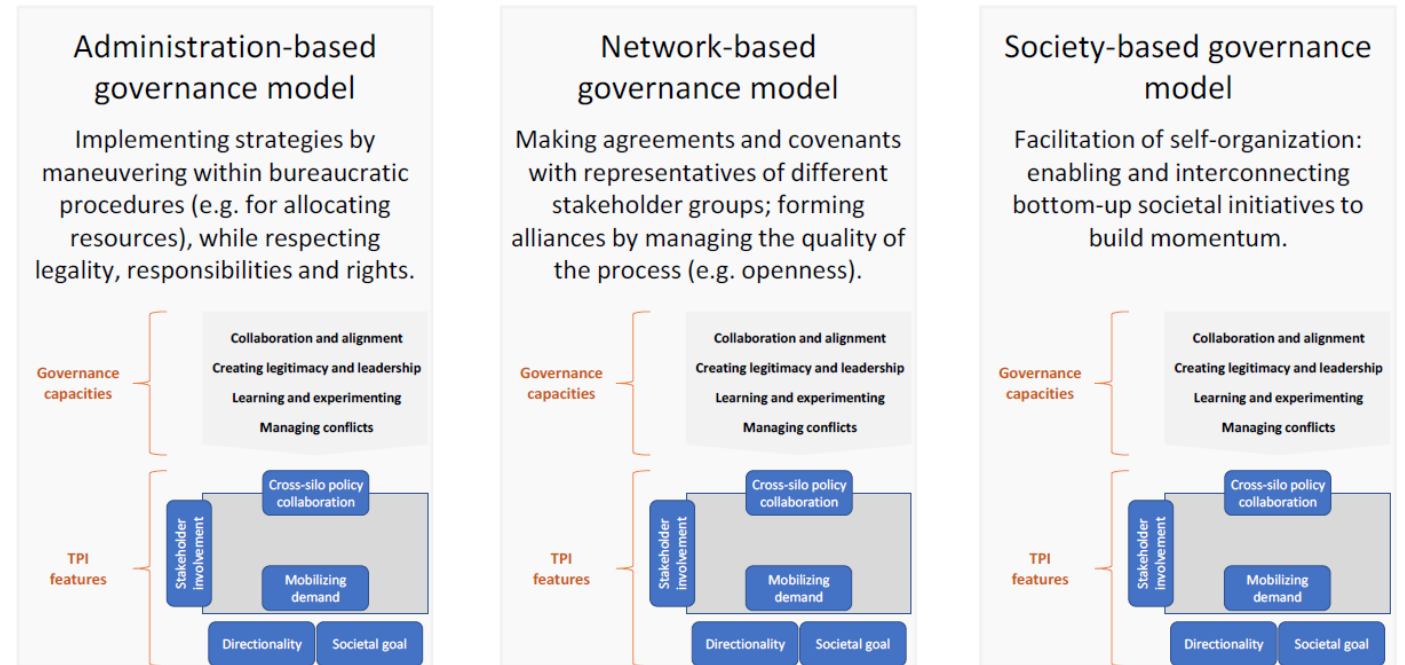 Administration-based
governance model
Implementing strategies by
maneuvering within bureaucratic
procedures (e.g. for allocating
resources), while respecting
legality, responsibilities and rights.
Governance
capacities
Collaboration and alignment
Creating legitimacy and leadership
Learning and experimenting
Managing conflicts
TPI
features
Cross-silo policy
collaboration
Stakeholder
involvement
Mobilizing
demand
Directionality
Societal goal
Network-based
governance model
Making agreements and covenants
with representatives of different
stakeholder groups; forming
alliances by managing the quality of
the process (e.g. openness).
Governance
capacities
Collaboration and alignment
Creating legitimacy and leadership
Learning and experimenting
Managing conflicts
TPI
features
Cross-silo policy
collaboration
Stakeholder
involvement
Mobilizing
demand
Directionality
Societal goal
Society-based governance
model
Facilitation of self-organization:
enabling and interconnecting
bottom-up societal initiatives to
build momentum.
Governance
capacities
Collaboration and alignment
Creating legitimacy and leadership
Learning and experimenting
Managing conflicts
TPI
features
Cross-silo policy
collaboration
Stakeholder
involvement
Mobilizing
demand
Directionality
Societal goal